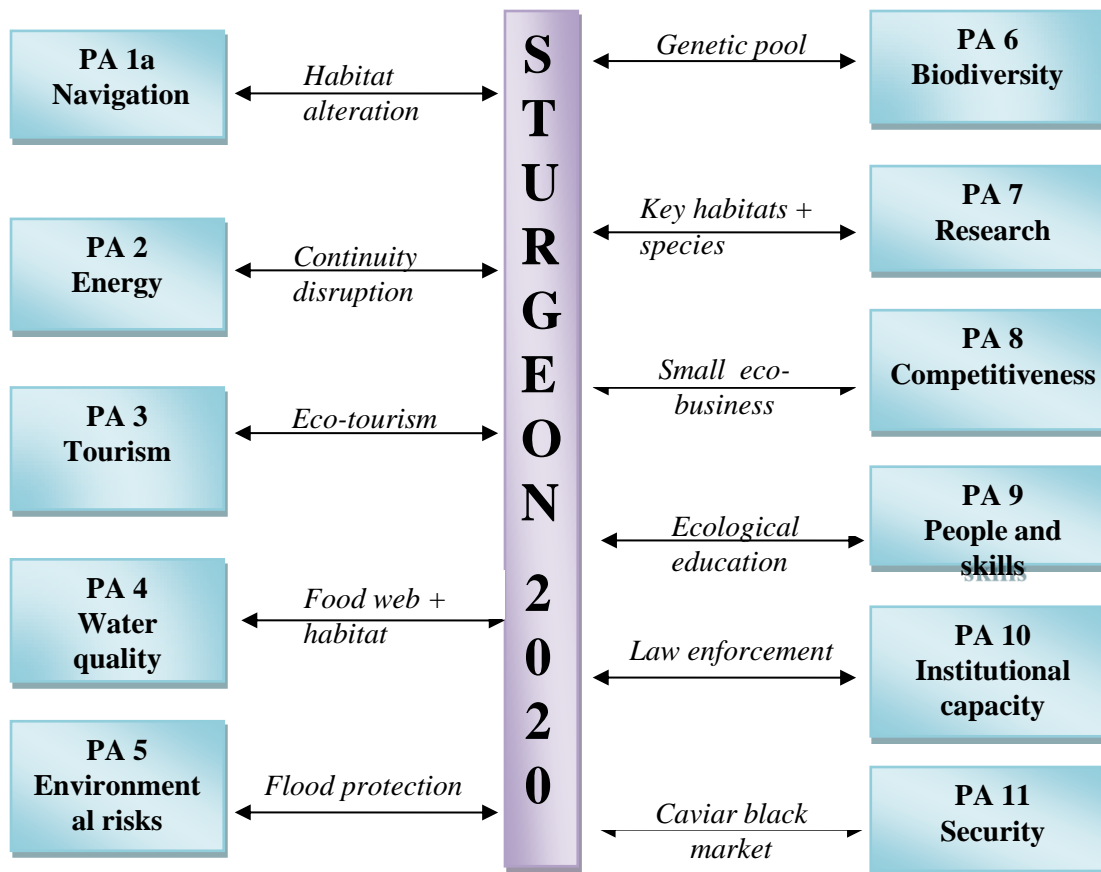 PA 1a
Navigation
Habitat
alteration
PA 2
Energy
Continuity
disruption
PA 3
Tourism
Eco-tourism
PA 4
Water
quality
Food web +
habitat
PA 5
Environment
al risks
Flood protection
S
T
U
R
G
E
O
N
2
0
2
0
Genetic pool
PA 6
Biodiversity
Key habitats +
species
PA 7
Research
Small eco-
business
PA 8
Competitiveness
Ecological
education
PA 9
People and
skills
Law enforcement
PA 10
Institutional
capacity
Caviar black
market
PA 11
Security